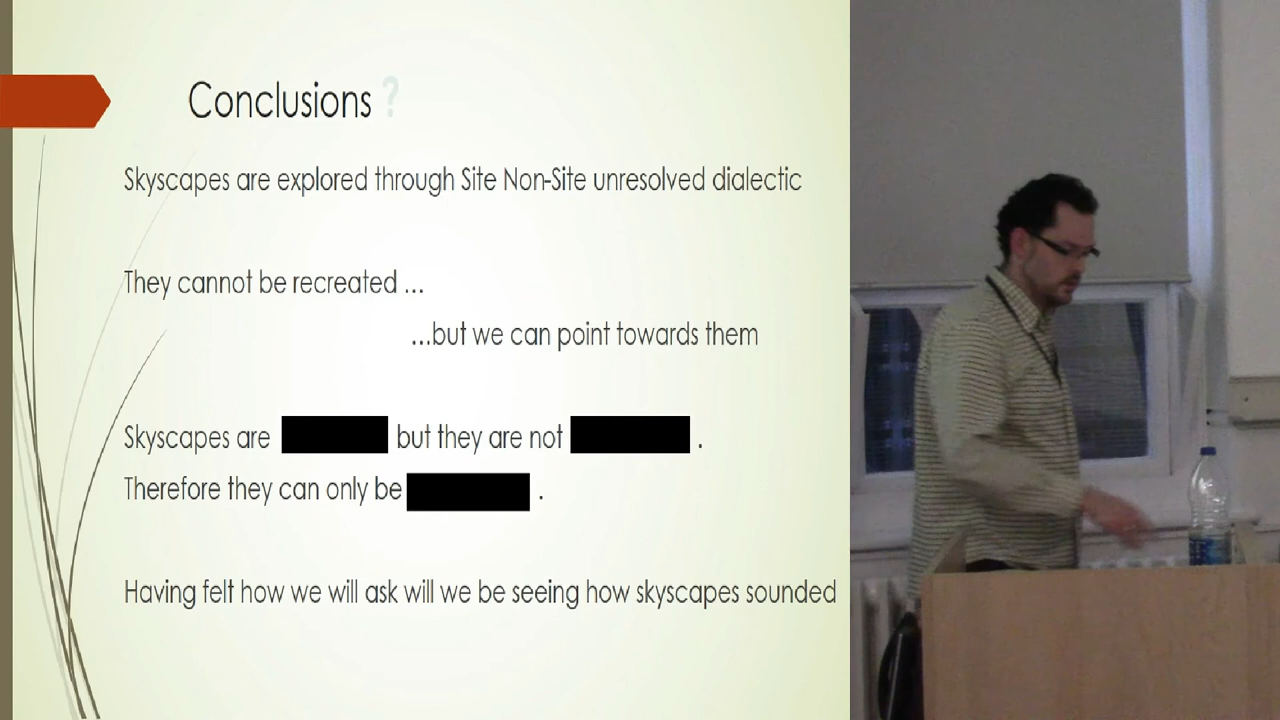 Conclusions ?
Skyscapes are explored through Site Non-Site unresolved dialectic
They cannot be recreated ...
...but we can point towards them
Skyscapes are but they are not .
Therefore they can only be .
Having felt how we will ask will we be seeing how skyscapes sounded